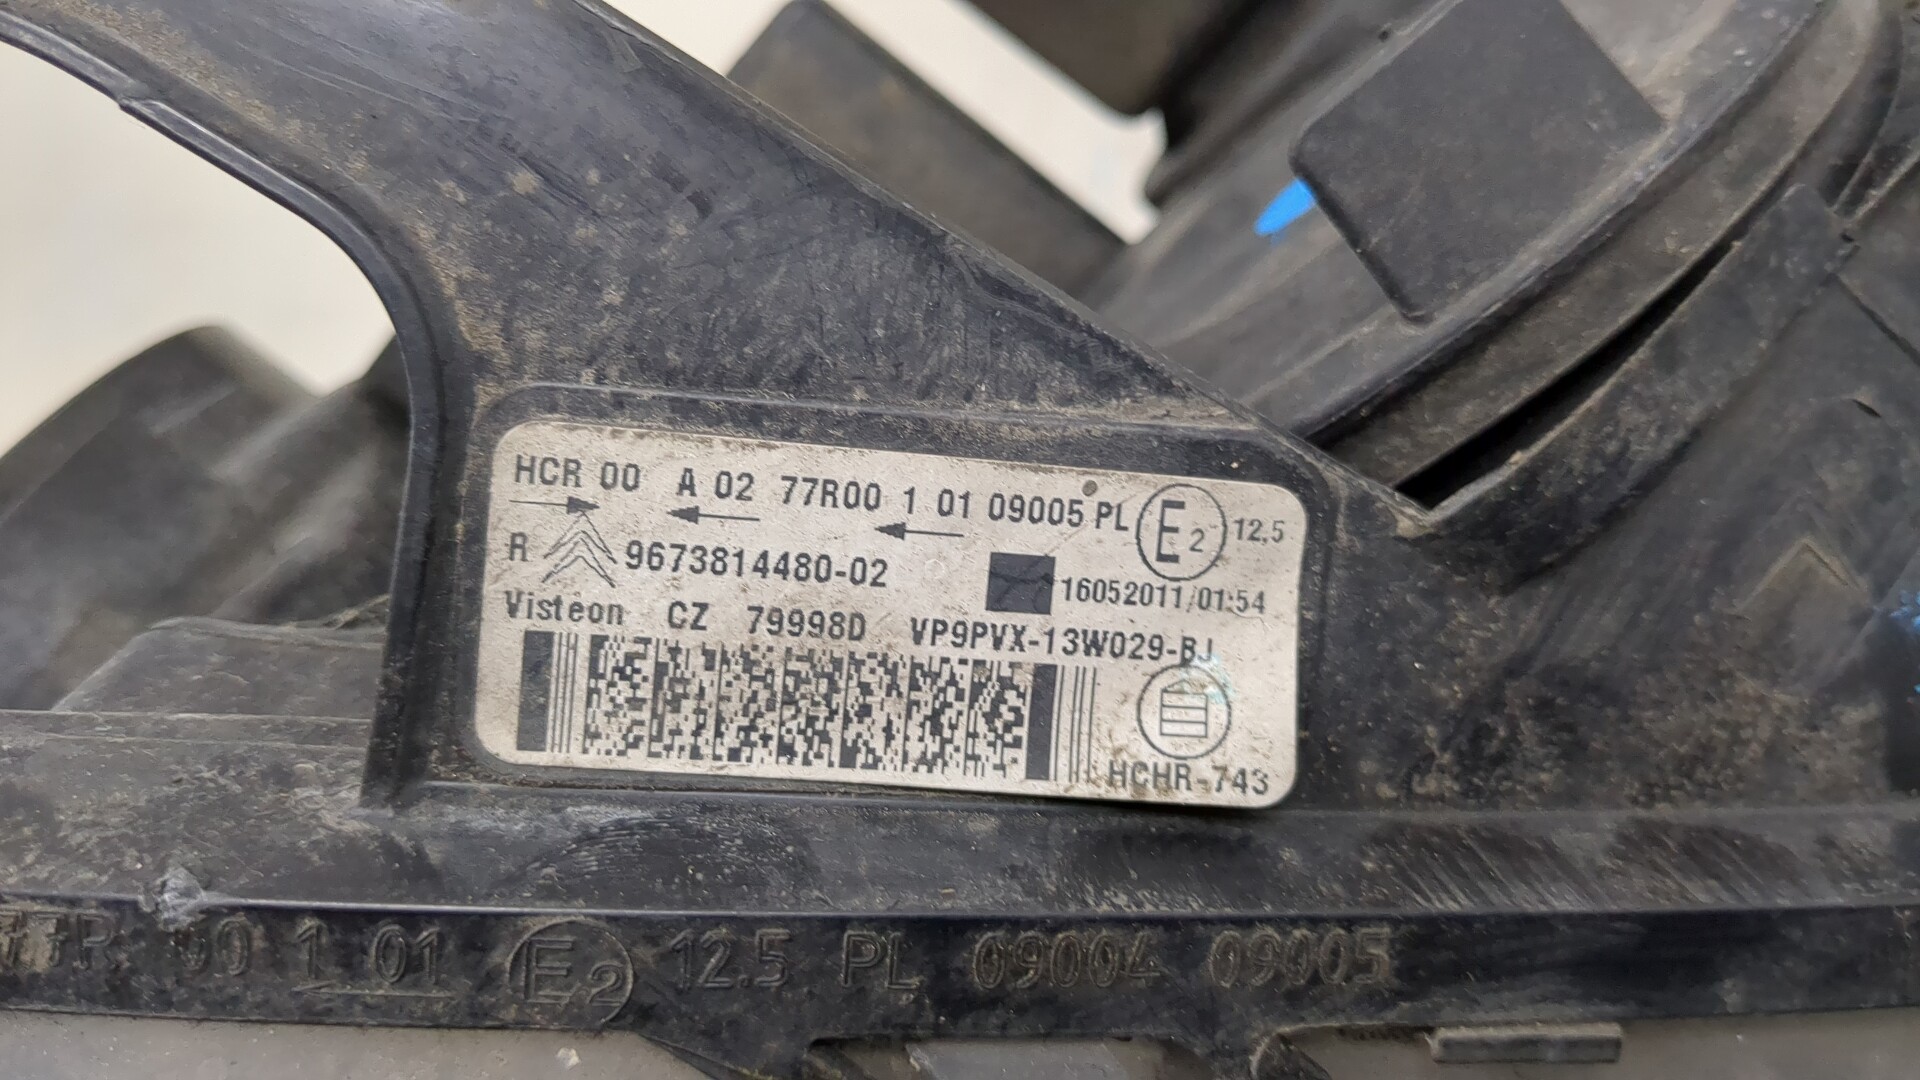 HCR 00 A 02 77R00 1 01 09005 PL E2 12,5
R 9673814480-02 16052011/01:54
Visteon CZ 79998D VP9PVX-13W029-BJ
HCHR-743
77R 00 1 01 E2 12.5 PL 09004 09005